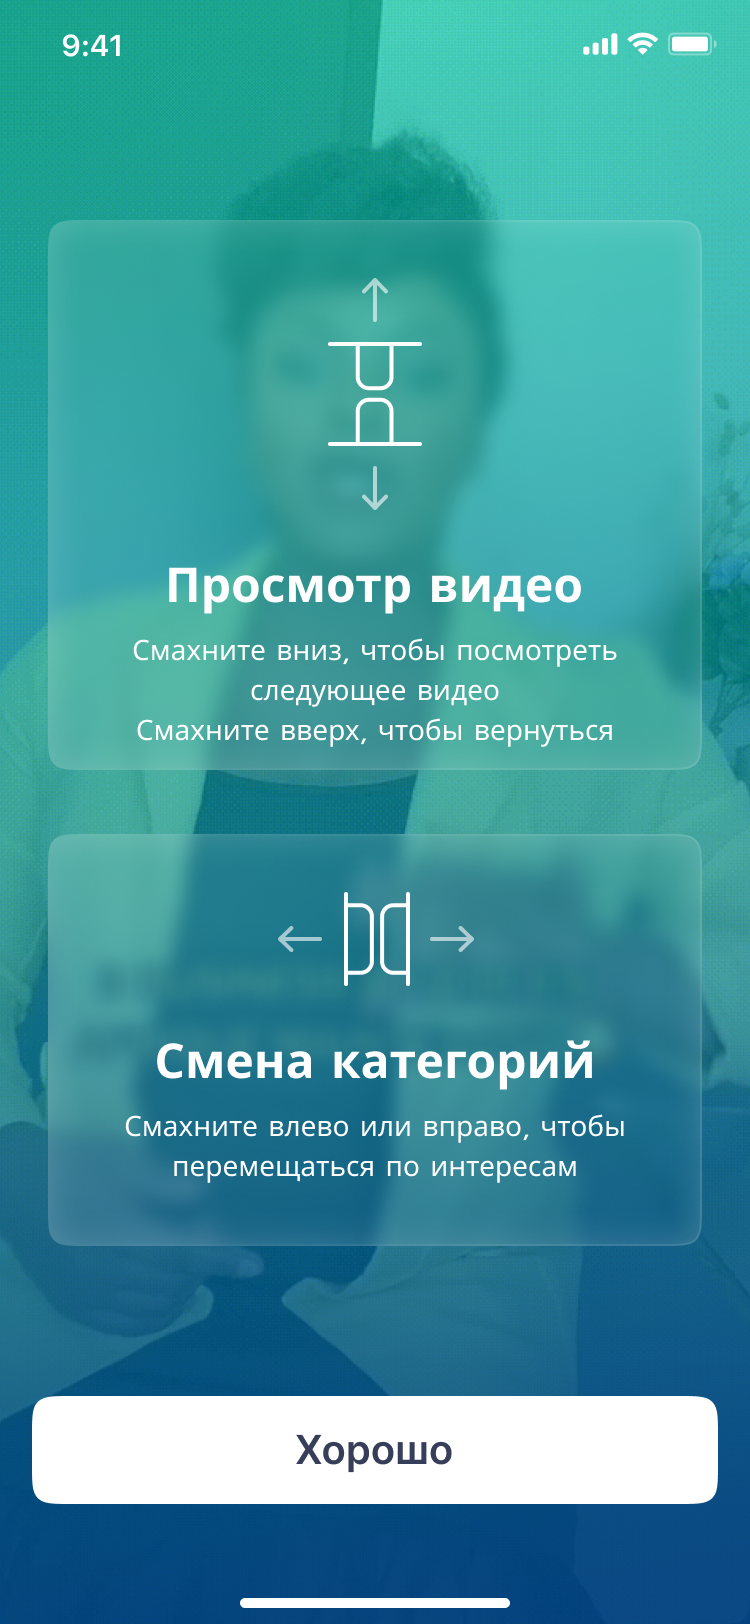 9:41
Просмотр видео
Смахните вниз, чтобы посмотреть
следующее видео
Смахните вверх, чтобы вернуться
Смена категорий
Смахните влево или вправо, чтобы
перемещаться по интересам
Хорошо